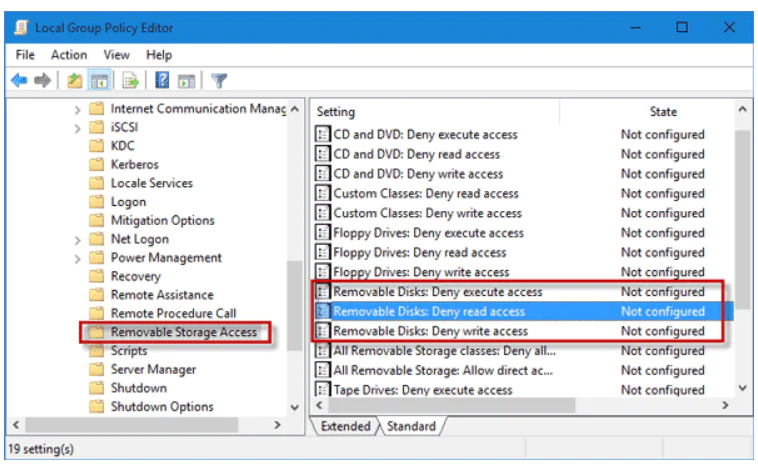 Local Group Policy Editor
File Action View Help
Internet Communication Manag
iSCSI
KDC
Kerberos
Locale Services
Logon
Mitigation Options
Net Logon
Power Management
Recovery
Remote Assistance
Remote Procedure Call
Removable Storage Access
Scripts
Server Manager
Shutdown
Shutdown Options
Setting State
CD and DVD: Deny execute access Not configured
CD and DVD: Deny read access Not configured
CD and DVD: Deny write access Not configured
Custom Classes: Deny read access Not configured
Custom Classes: Deny write access Not configured
Floppy Drives: Deny execute access Not configured
Floppy Drives: Deny read access Not configured
Floppy Drives: Deny write access Not configured
Removable Disks: Deny execute access Not configured
Removable Disks: Deny read access Not configured
Removable Disks: Deny write access Not configured
All Removable Storage classes: Deny all... Not configured
All Removable Storage: Allow direct ac... Not configured
Tape Drives: Deny execute access Not configured
Extended Standard
19 setting(s)